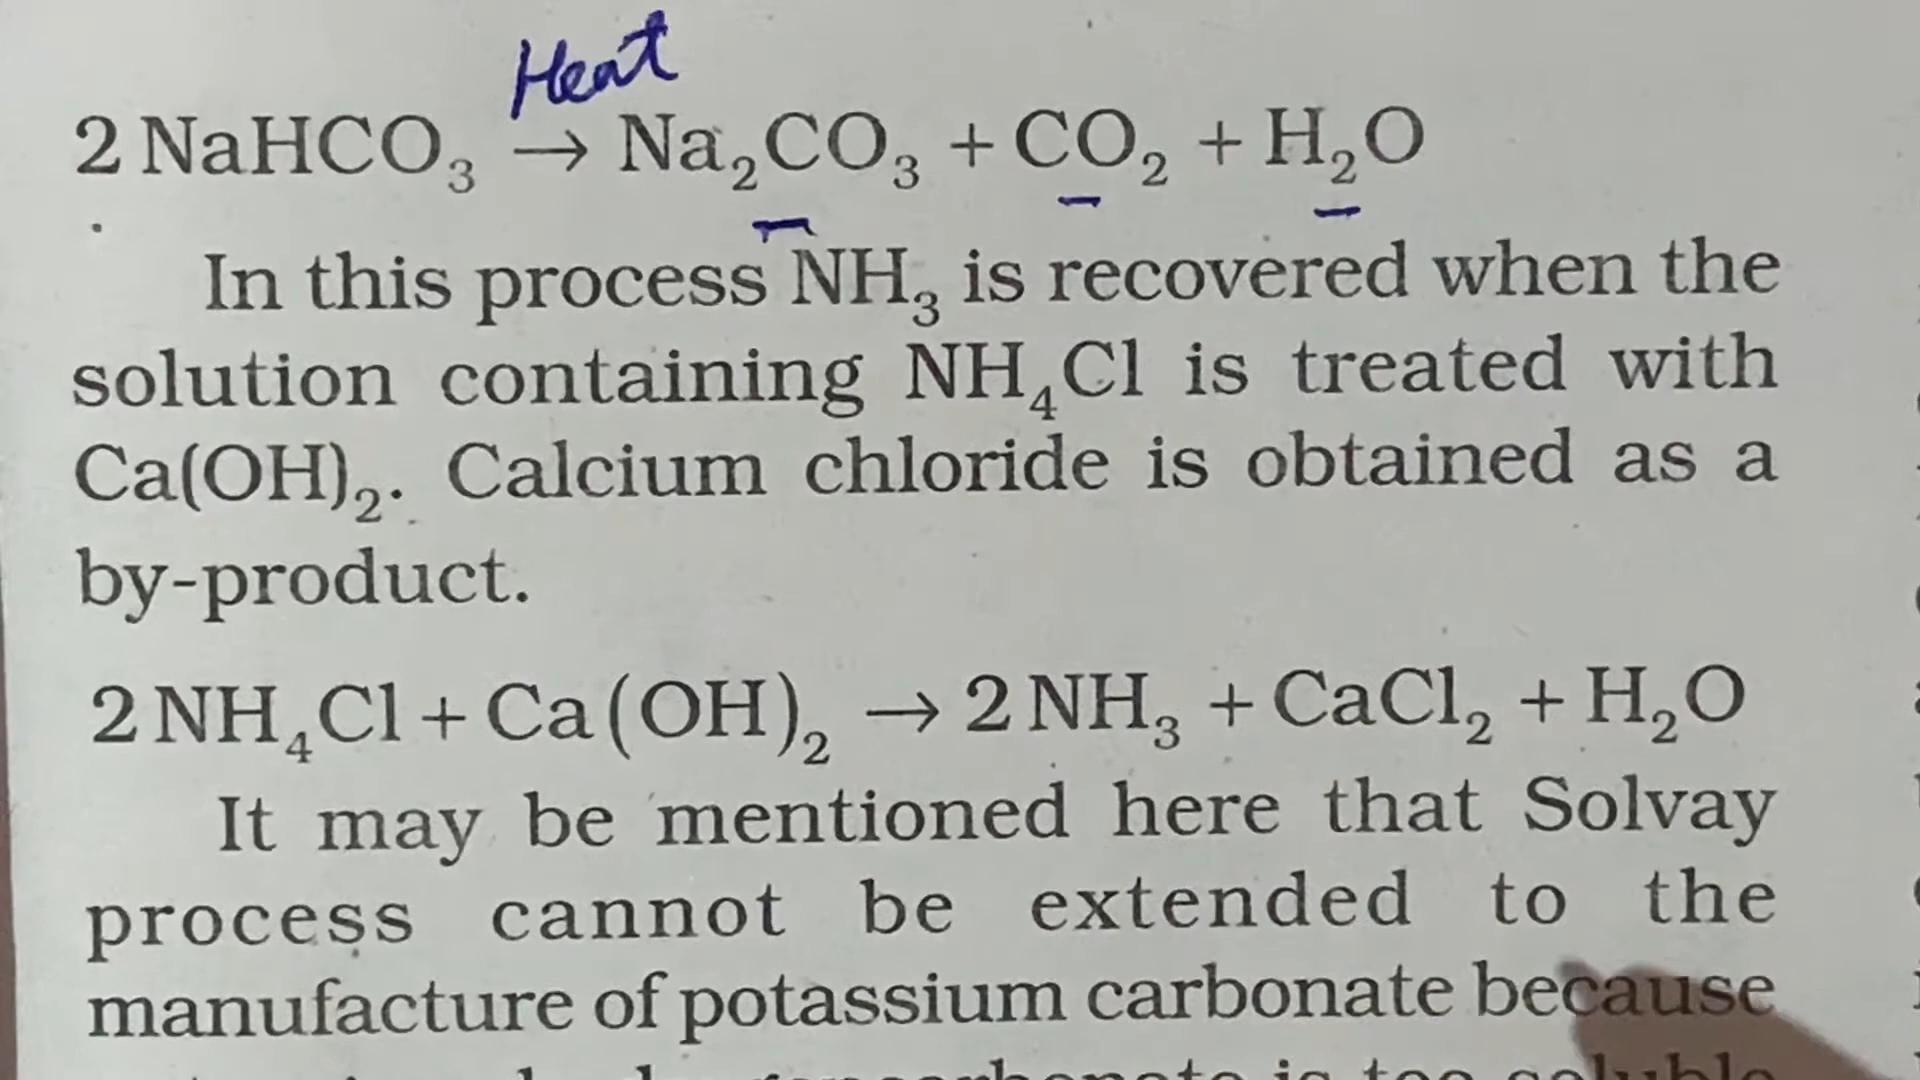 Heat
2 NaHCO₃ → Na₂CO₃ + CO₂ + H₂O
In this process NH₃ is recovered when the
solution containing NH₄Cl is treated with
Ca(OH)₂. Calcium chloride is obtained as a
by-product.
2 NH₄Cl + Ca(OH)₂ → 2 NH₃ + CaCl₂ + H₂O
It may be mentioned here that Solvay
process cannot be extended to the
manufacture of potassium carbonate because
is too soluble